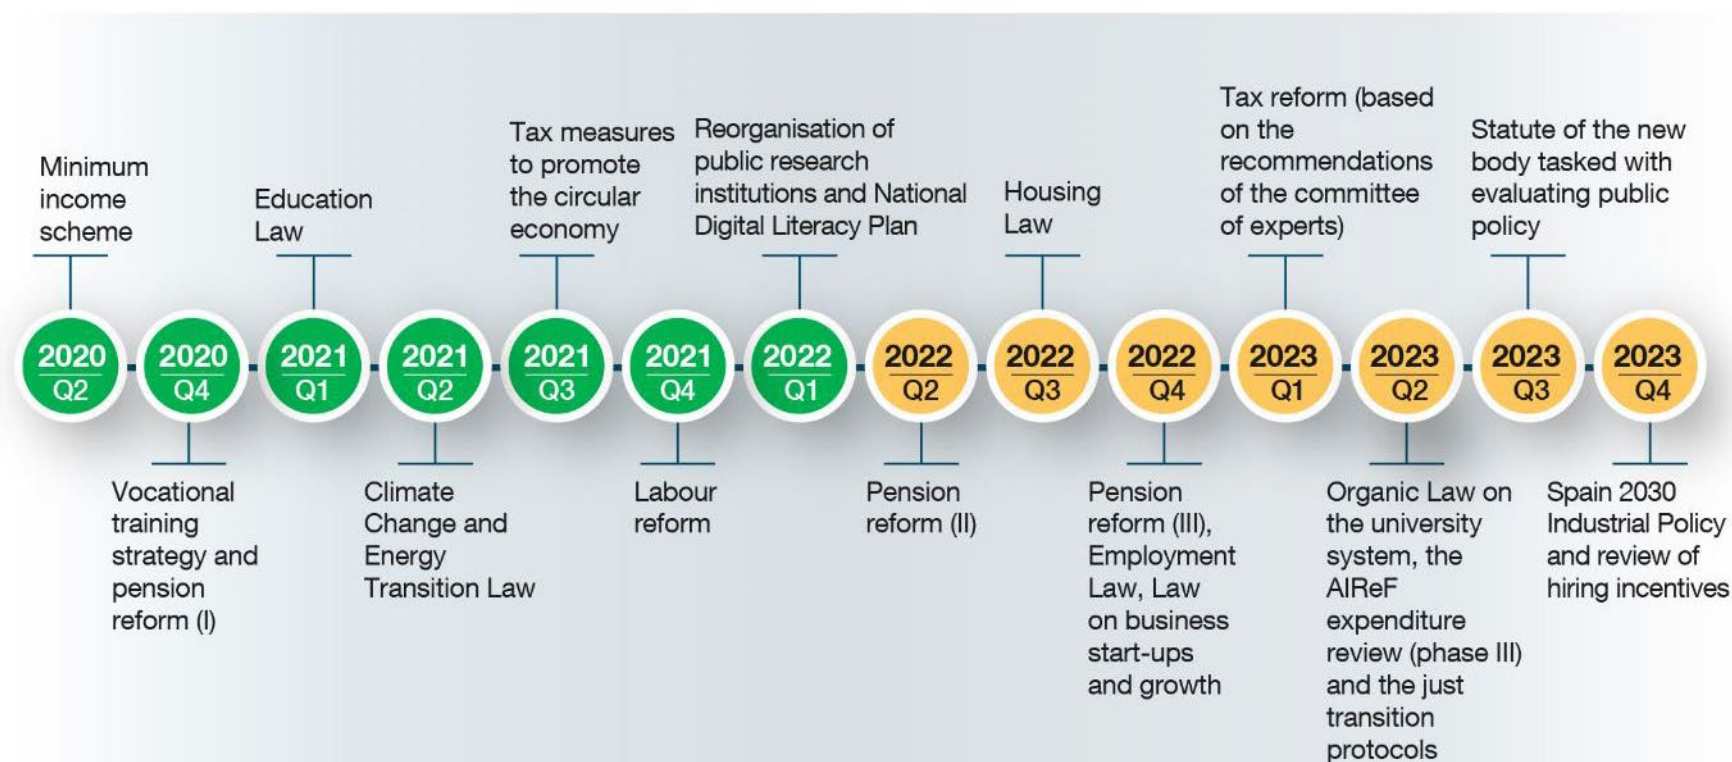 Minimum
income
scheme
Education
Law
Tax measures
to promote
the circular
economy
Reorganisation of
public research
institutions and National
Digital Literacy Plan
Housing
Law
Tax reform (based
on the
recommendations
of the committee
of experts)
Statute of the new
body tasked with
evaluating public
policy
2020
Q2
2020
Q4
2021
Q1
2021
Q2
2021
Q3
2021
Q4
2022
Q1
2022
Q2
2022
Q3
2022
Q4
2023
Q1
2023
Q2
2023
Q3
2023
Q4
Vocational
training
strategy and
pension
reform (I)
Climate
Change and
Energy
Transition Law
Labour
reform
Pension
reform (II)
Pension
reform (III),
Employment
Law, Law
on business
start-ups
and growth
Organic Law on
the university
system, the
AIReF
expenditure
review (phase III)
and the just
transition
protocols
Spain 2030
Industrial Policy
and review of
hiring incentives